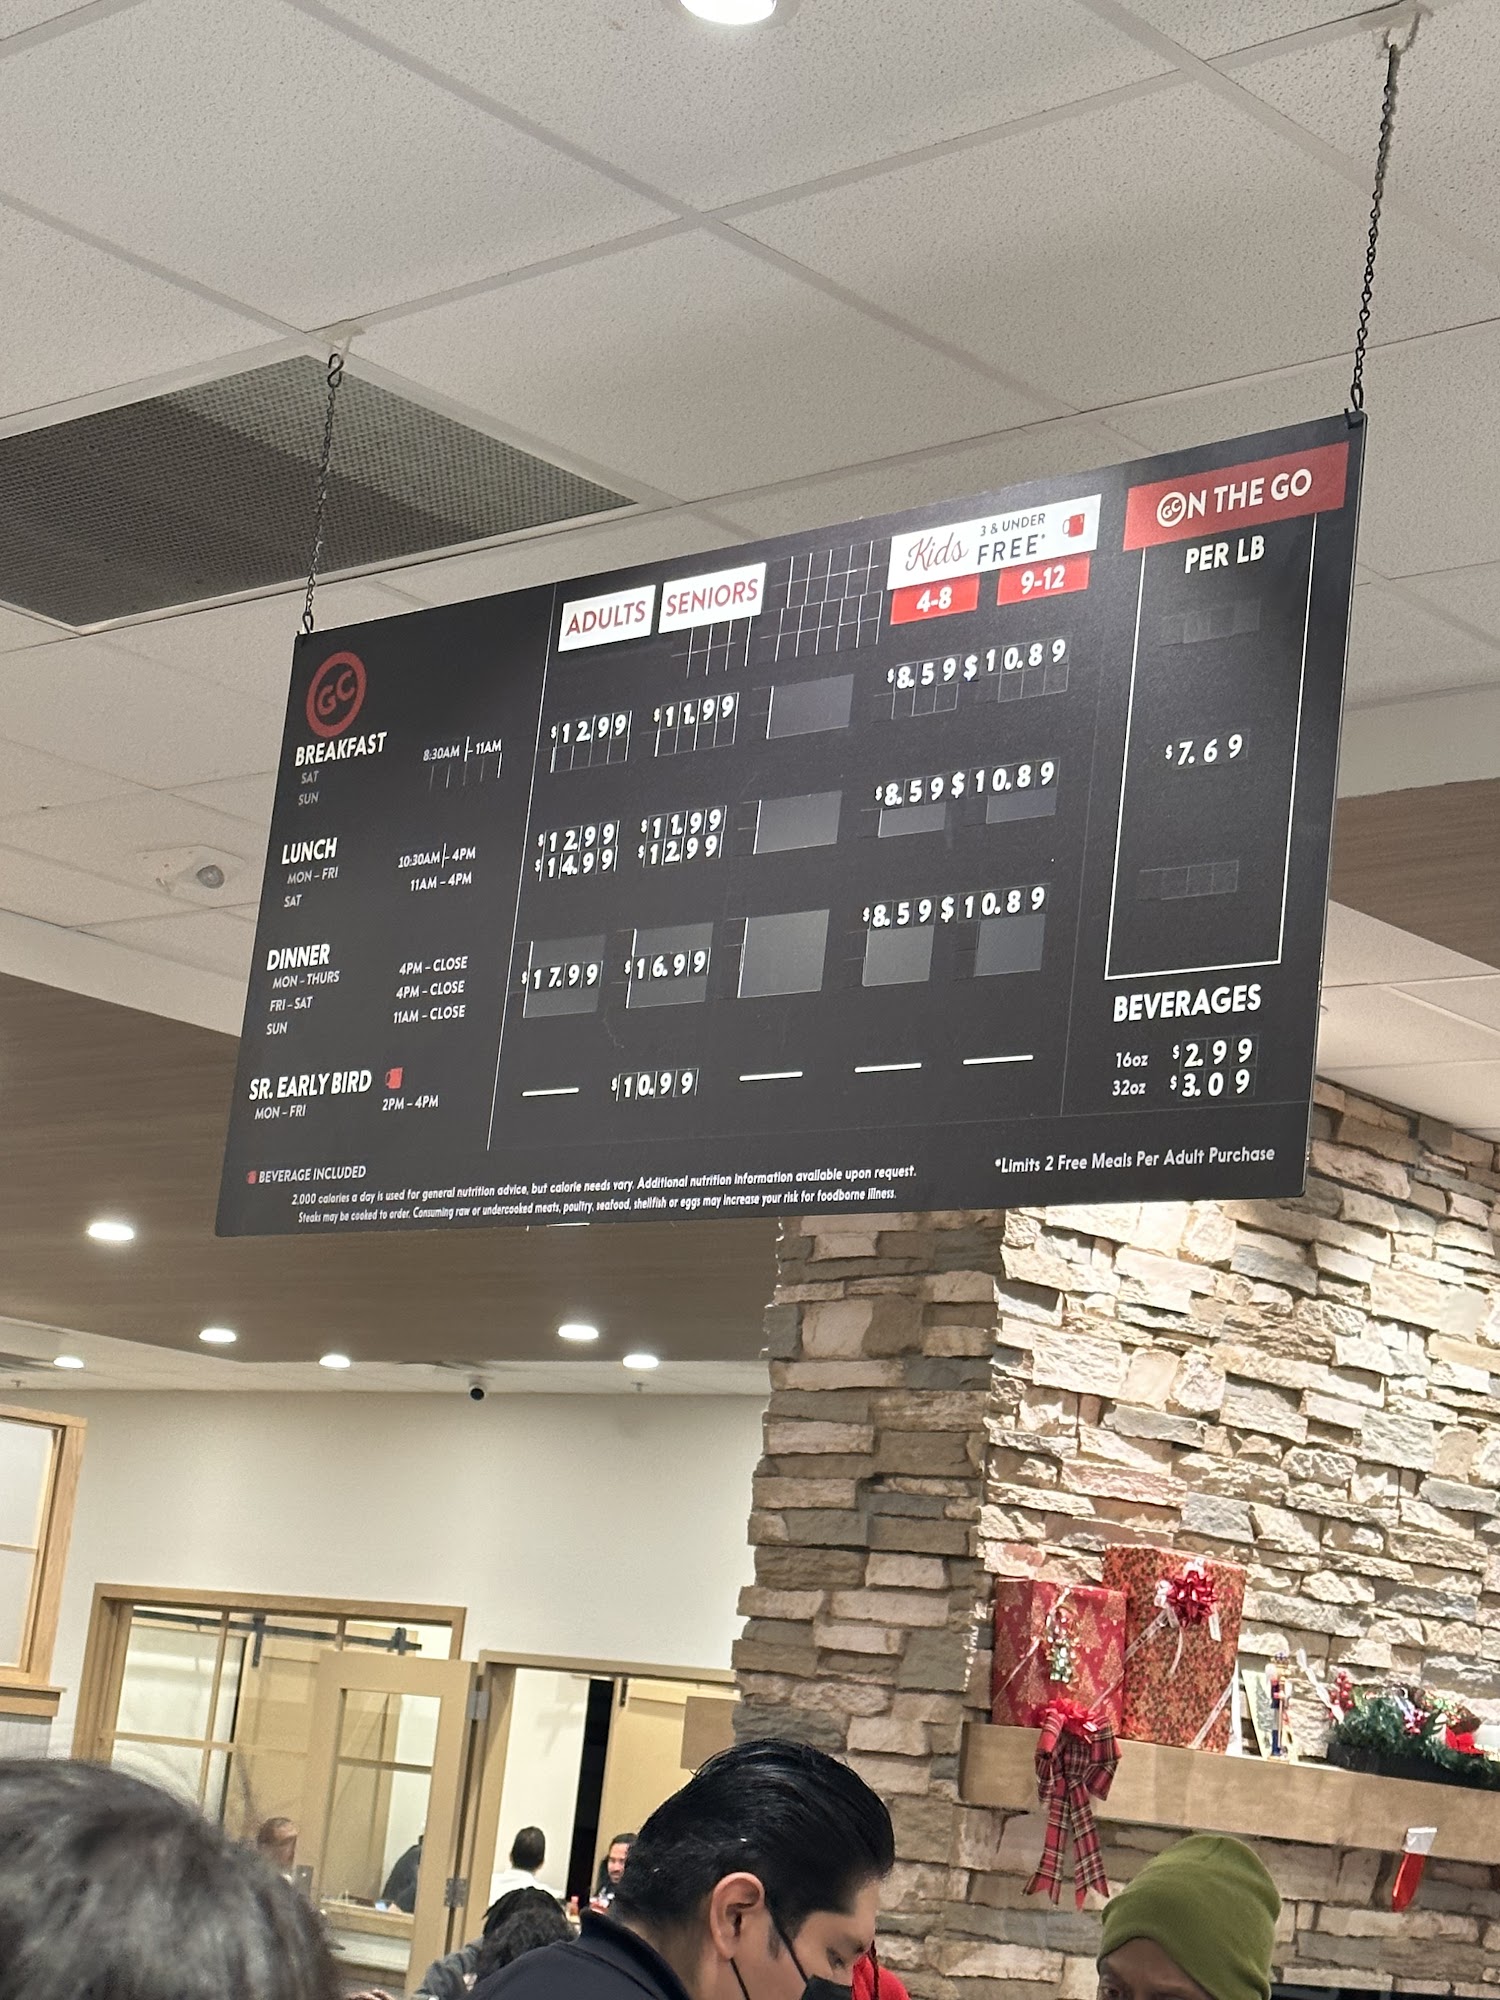 GC
ADULTS SENIORS Kids 3 & UNDER FREE*
4-8 9-12
BREAKFAST 8:30AM - 11AM $12.99 $11.99 $8.59 $10.89
SAT
SUN
LUNCH
MON - FRI 10:30AM - 4PM $12.99 $11.99 $8.59 $10.89
SAT 11AM - 4PM $14.99 $12.99
DINNER $8.59 $10.89
MON - THURS 4PM - CLOSE $17.99 $16.99
FRI - SAT 4PM - CLOSE
SUN 11AM - CLOSE
SR. EARLY BIRD
MON - FRI 2PM - 4PM $10.99
GC ON THE GO
PER LB
$7.69
BEVERAGES
16oz $2.99
32oz $3.09
BEVERAGE INCLUDED
2,000 calories a day is used for general nutrition advice, but calorie needs vary. Additional nutrition information available upon request.
Steaks may be cooked to order. Consuming raw or undercooked meats, poultry, seafood, shellfish or eggs may increase your risk for foodborne illness.
*Limits 2 Free Meals Per Adult Purchase